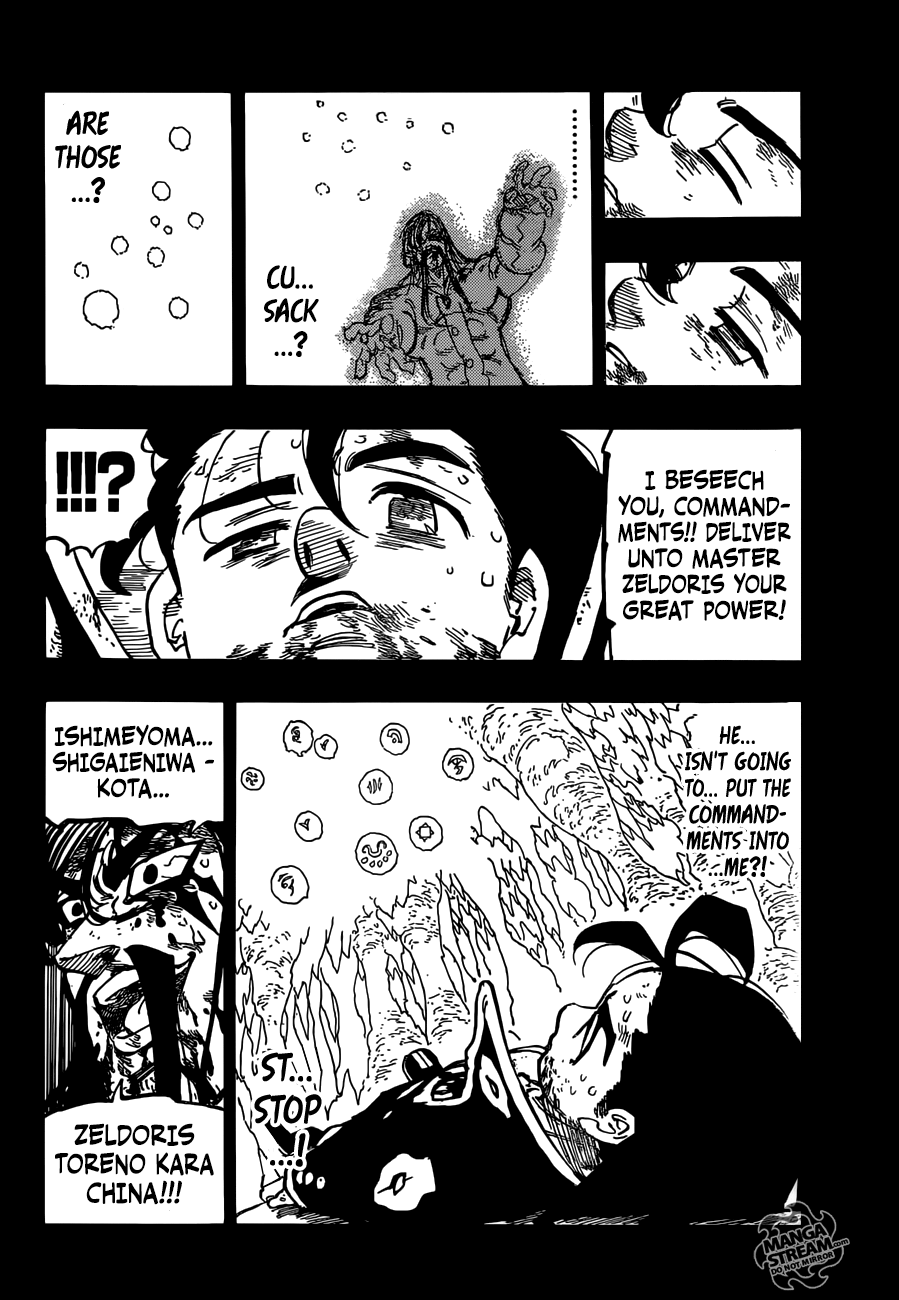 ..........
CU...
SACK
...?
ARE
THOSE
...?
I BESEECH
YOU, COMMAND-
MENTS!! DELIVER
UNTO MASTER
ZELDORIS YOUR
GREAT POWER!
!!!?
HE...
ISN'T GOING
TO... PUT THE
COMMAND-
MENTS INTO
...ME?!
ST...
STOP
...!
ISHIMEYOMA...
SHIGAIENIWA -
KOTA...
ZELDORIS
TORENO KARA
CHINA!!!
MANGA
STREAM.com
DO NOT MIRROR